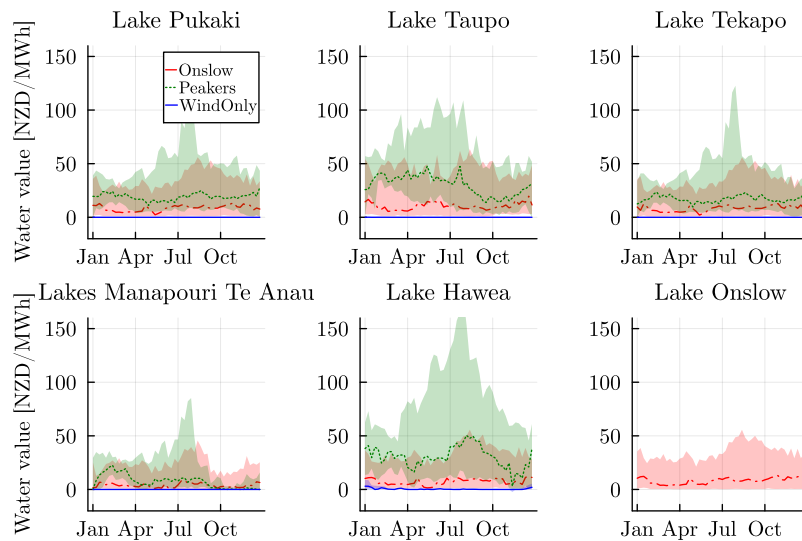 Lake Pukaki
Lake Taupo
Lake Tekapo
Water value [NZD/MWh]
150
100
50
0
Onslow
Peakers
WindOnly
150
100
50
0
150
100
50
0
Jan Apr Jul Oct
Jan Apr Jul Oct
Jan Apr Jul Oct
Lakes Manapouri Te Anau
Lake Hawea
Lake Onslow
Water value [NZD/MWh]
150
100
50
0
150
100
50
0
150
100
50
0
Jan Apr Jul Oct
Jan Apr Jul Oct
Jan Apr Jul Oct